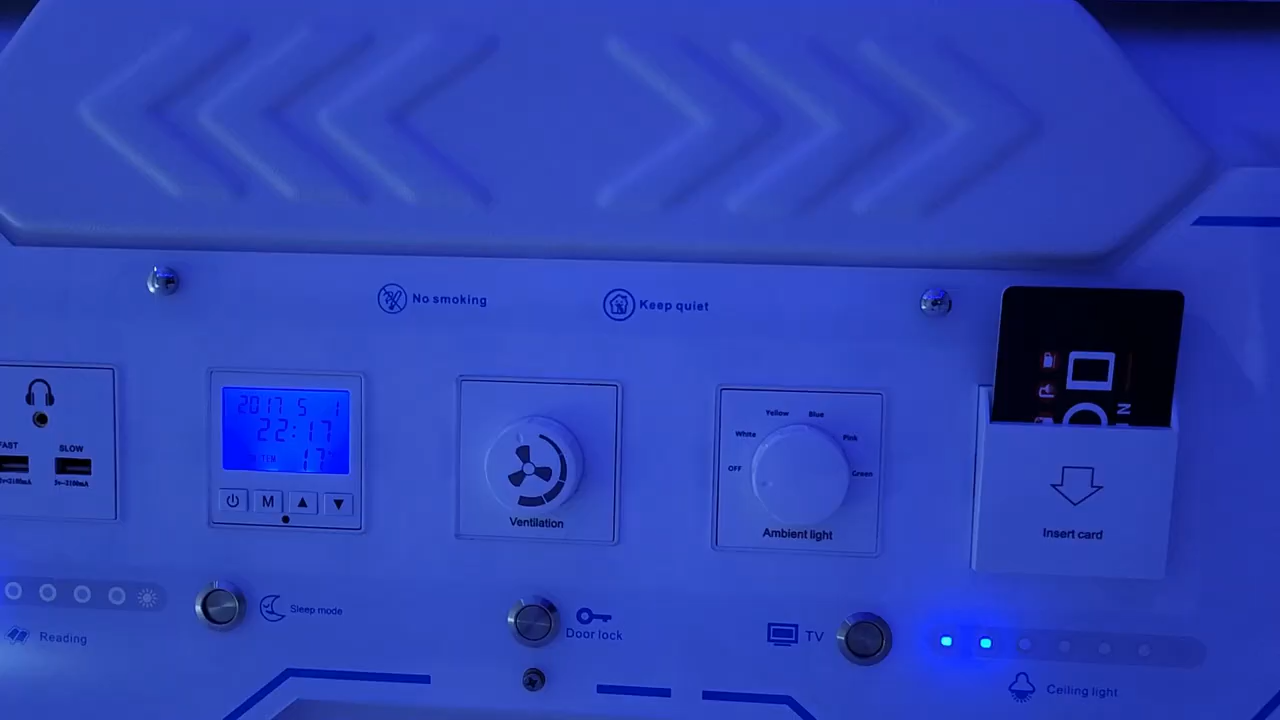 No smoking
Keep quiet
2017 5 1
22:17
17
FAST
SLOW
M
Ventilation
OFF
White
Yellow
Blue
Pink
Green
Ambient light
Insert card
Reading
Sleep mode
Door lock
TV
Ceiling light